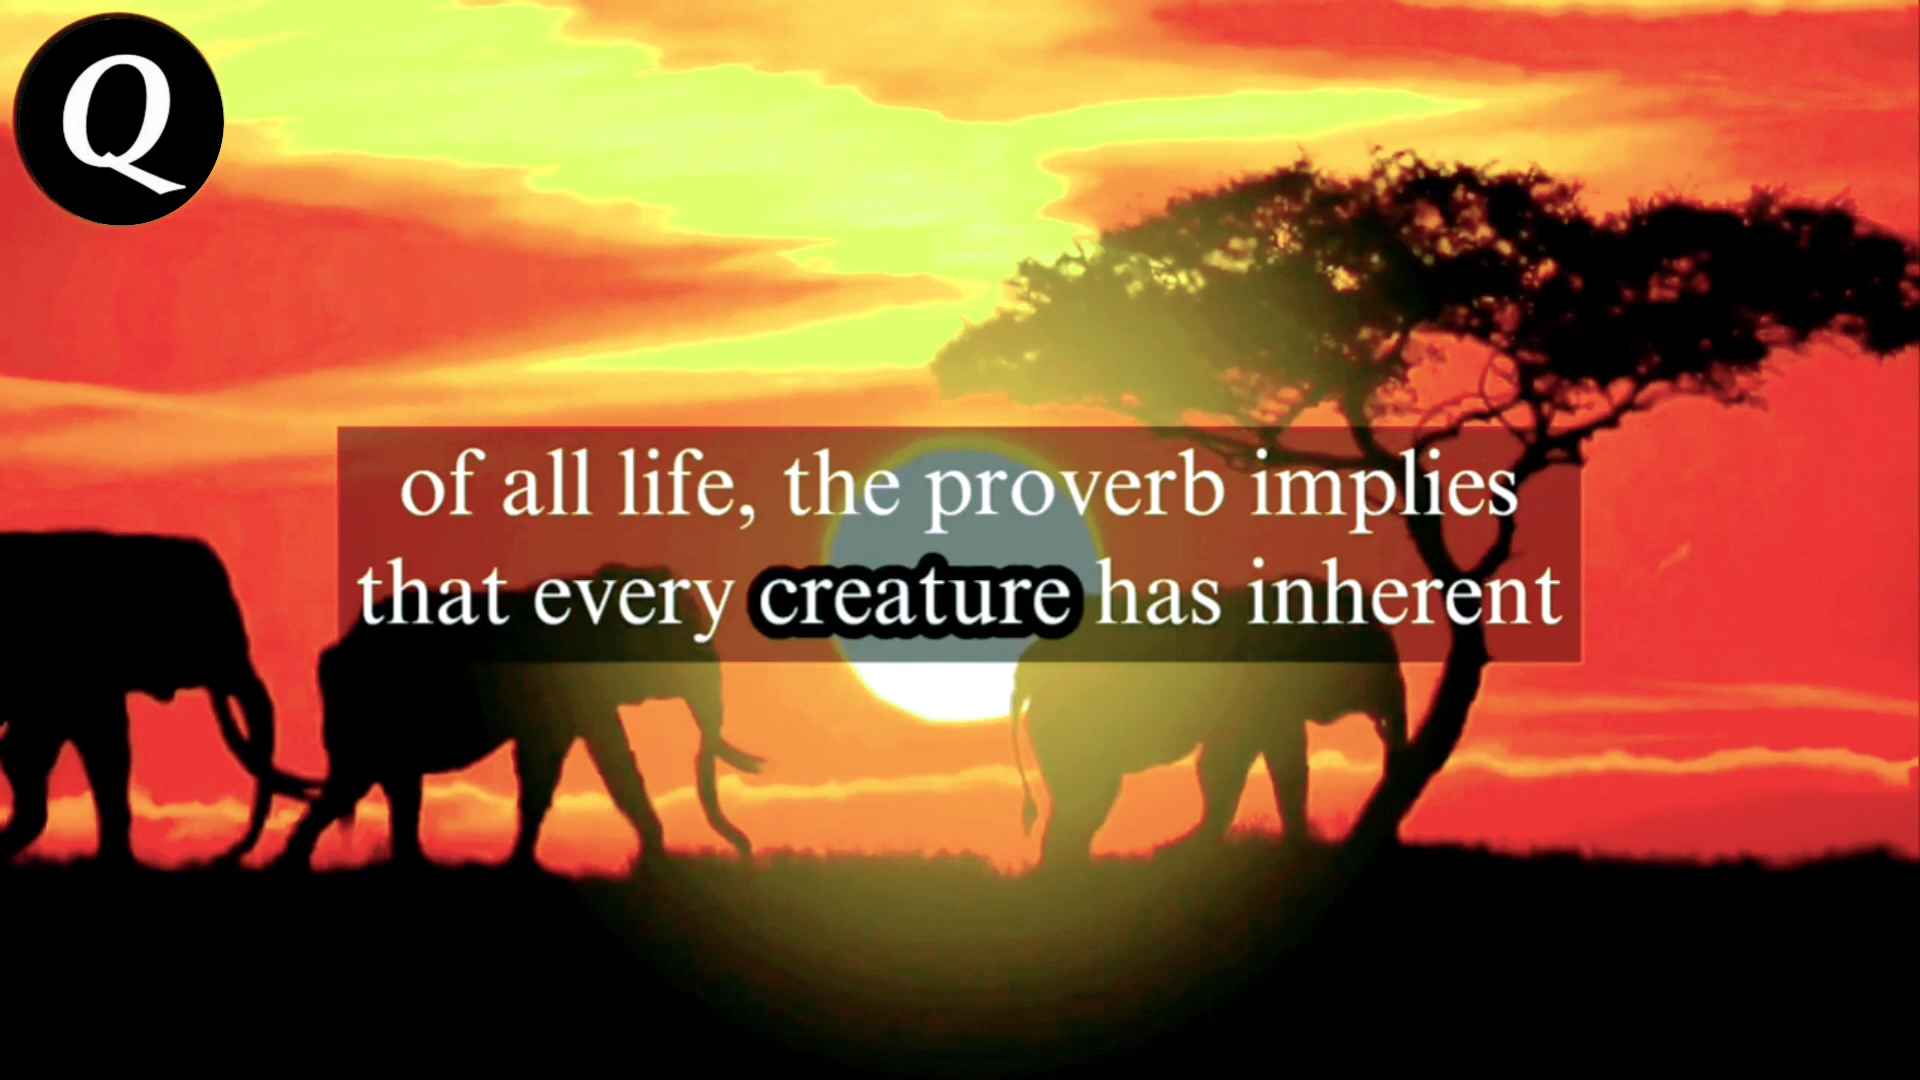 Q
of all life, the proverb implies
that every creature has inherent